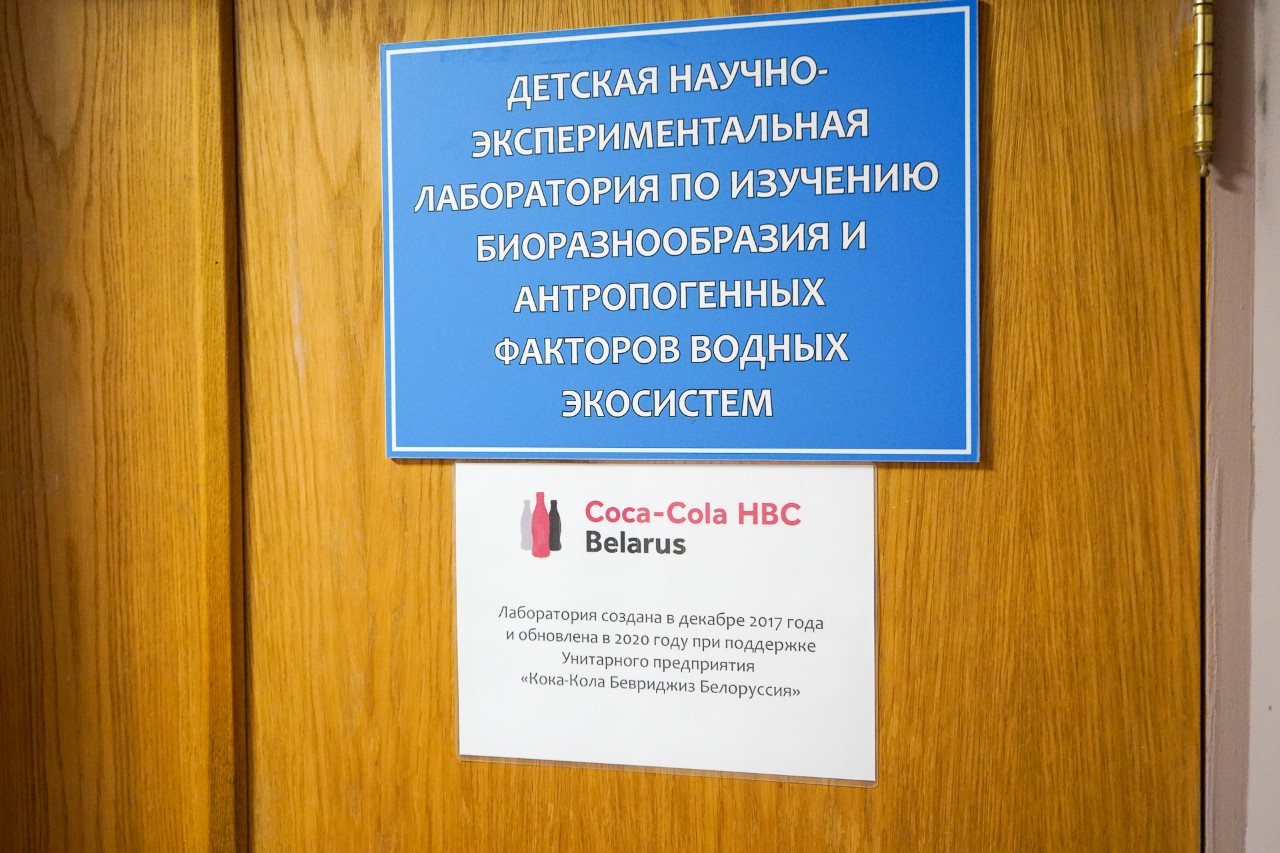 ДЕТСКАЯ НАУЧНО-
ЭКСПЕРИМЕНТАЛЬНАЯ
ЛАБОРАТОРИЯ ПО ИЗУЧЕНИЮ
БИОРАЗНООБРАЗИЯ И
АНТРОПОГЕННЫХ
ФАКТОРОВ ВОДНЫХ
ЭКОСИСТЕМ
Coca-Cola HBC
Belarus
Лаборатория создана в декабре 2017 года
и обновлена в 2020 году при поддержке
Унитарного предприятия
«Кока-Кола Бевриджиз Белоруссия»